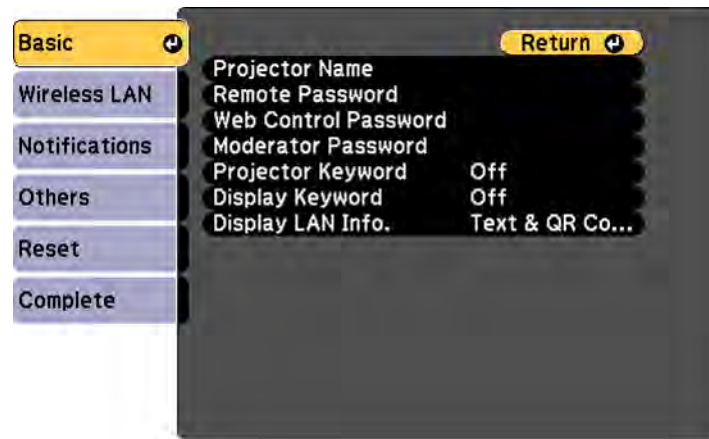 Basic
Wireless LAN
Notifications
Others
Reset
Complete
Return
Projector Name
Remote Password
Web Control Password
Moderator Password
Projector Keyword Off
Display Keyword Off
Display LAN Info. Text & QR Co...